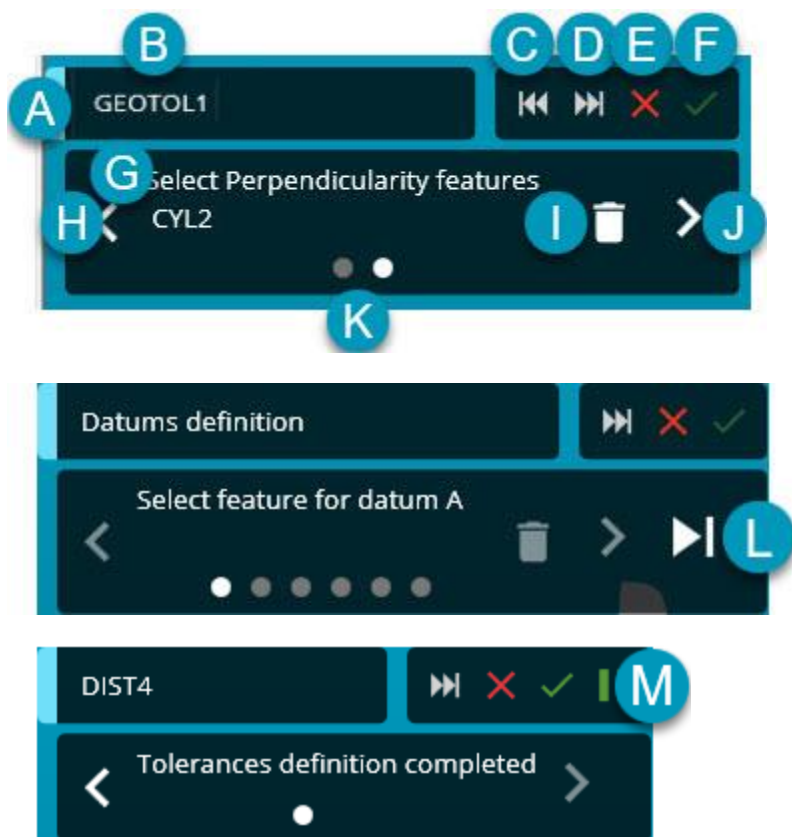 B C D E F
A GEOTOL1
G Select Perpendicularity features
H CYL2 I J
K
Datums definition
Select feature for datum A
L
DIST4 M
Tolerances definition completed